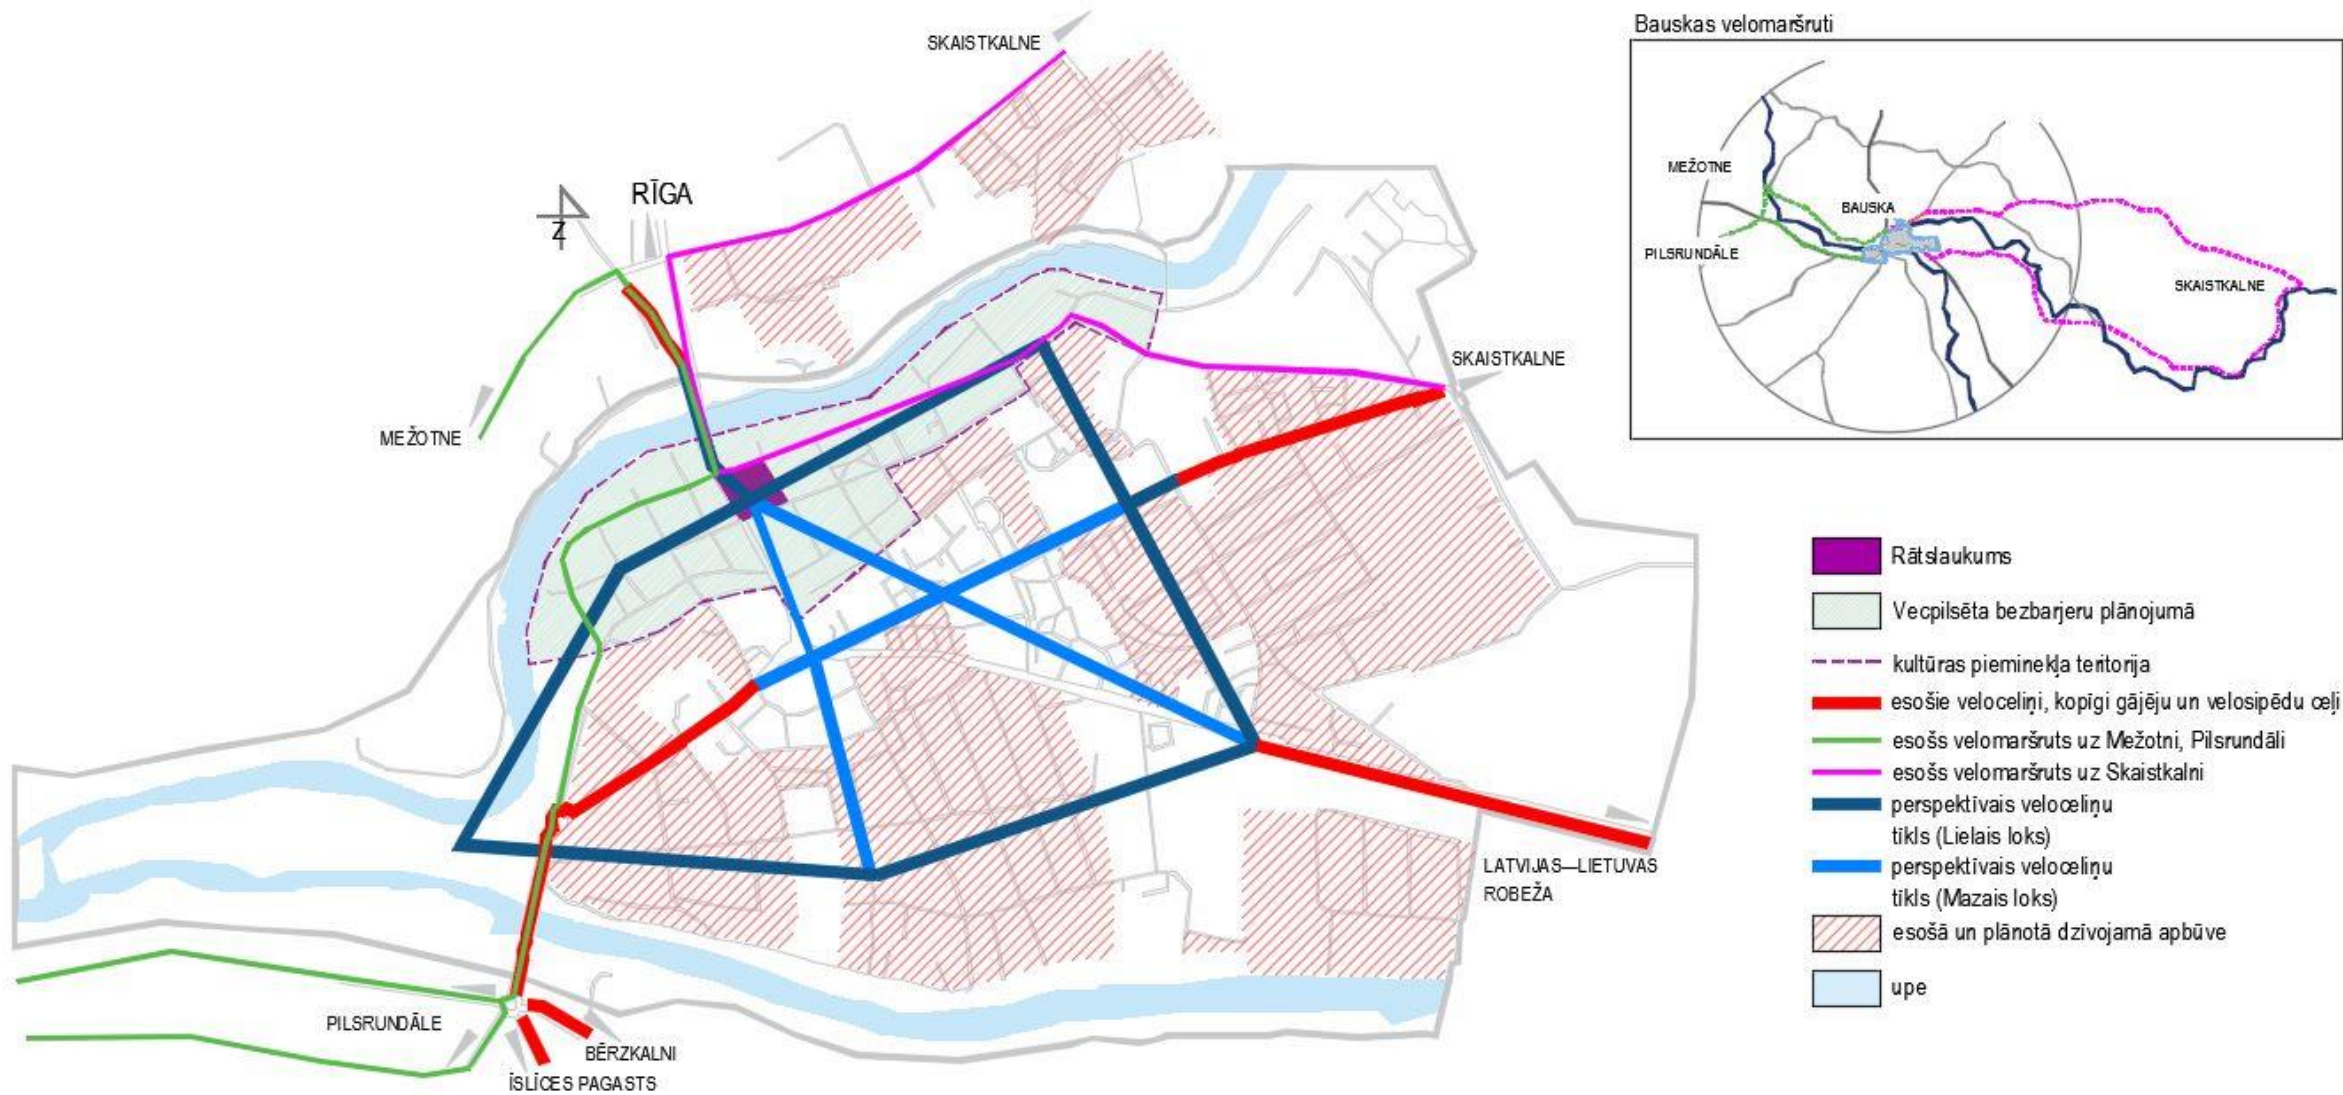 SKAISTKALNE
RĪGA
Z
MEŽOTNE
SKAISTKALNE
LATVIJAS—LIETUVAS
ROBEŽA
PILSRUNDĀLE
BĒRZKALNI
ĪSLĪCES PAGASTS
Bauskas velomaršruti
MEŽOTNE
BAUSKA
PILSRUNDĀLE
SKAISTKALNE
Rātslaukums
Vecpilsēta bezbarjeru plānojumā
kultūras pieminekļa teritorija
esošie veloceliņi, kopīgi gājēju un velosipēdu ceļi
esošs velomaršruts uz Mežotni, Pilsrundāli
esošs velomaršruts uz Skaistkalni
perspektīvais veloceliņu
tīkls (Lielais loks)
perspektīvais veloceliņu
tīkls (Mazais loks)
esošā un plānotā dzīvojamā apbūve
upe